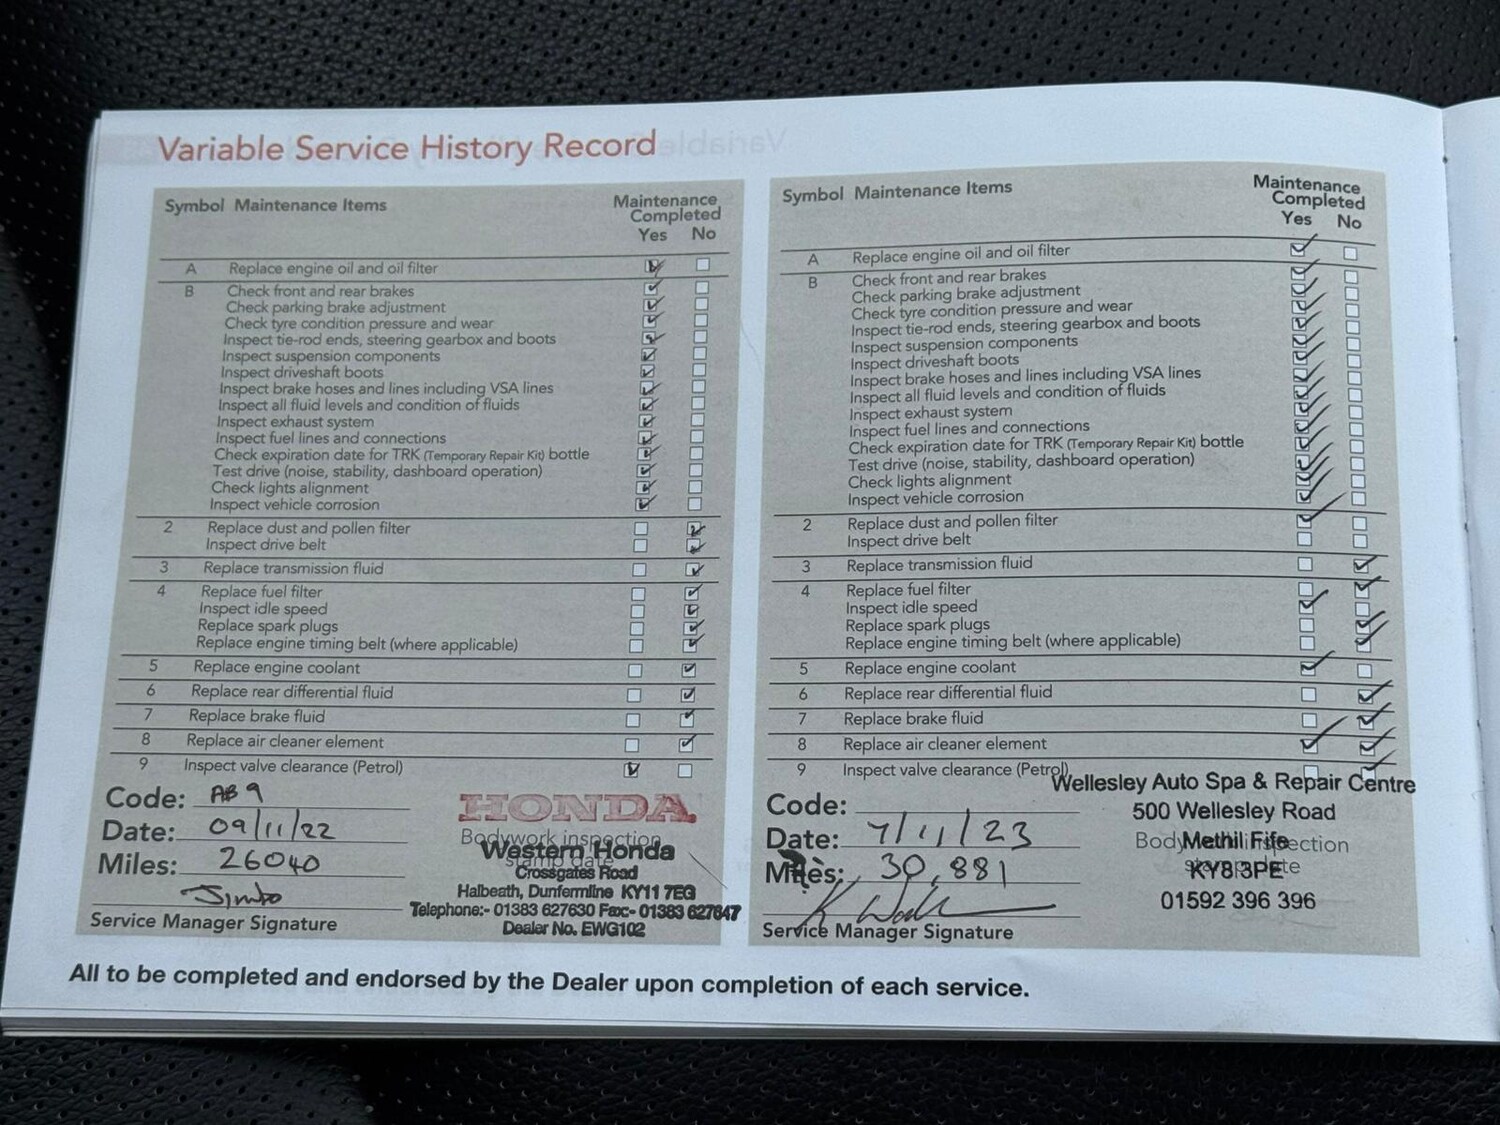 Variable Service History Record
Symbol Maintenance Items
Maintenance
Completed
Yes No
A Replace engine oil and oil filter
B Check front and rear brakes
Check parking brake adjustment
Check tyre condition pressure and wear
Inspect tie-rod ends, steering gearbox and boots
Inspect suspension components
Inspect driveshaft boots
Inspect brake hoses and lines including VSA lines
Inspect all fluid levels and condition of fluids
Inspect exhaust system
Inspect fuel lines and connections
Check expiration date for TRK (Temporary Repair Kit) bottle
Test drive (noise, stability, dashboard operation)
Check lights alignment
Inspect vehicle corrosion
2 Replace dust and pollen filter
Inspect drive belt
3 Replace transmission fluid
4 Replace fuel filter
Inspect idle speed
Replace spark plugs
Replace engine timing belt (where applicable)
5 Replace engine coolant
6 Replace rear differential fluid
7 Replace brake fluid
8 Replace air cleaner element
9 Inspect valve clearance (Petrol)
Code: AB9
Date: 09/11/22
Miles: 26040
Service Manager Signature
HONDA
Bodywork inspection
stamp date
Western Honda
Crossgates Road
Halbeath, Dunfermline KY11 7EG
Telephone:- 01383 627630 Fax:- 01383 627647
Dealer No. EWG102
Symbol Maintenance Items
Maintenance
Completed
Yes No
A Replace engine oil and oil filter
B Check front and rear brakes
Check parking brake adjustment
Check tyre condition pressure and wear
Inspect tie-rod ends, steering gearbox and boots
Inspect suspension components
Inspect driveshaft boots
Inspect brake hoses and lines including VSA lines
Inspect all fluid levels and condition of fluids
Inspect exhaust system
Inspect fuel lines and connections
Check expiration date for TRK (Temporary Repair Kit) bottle
Test drive (noise, stability, dashboard operation)
Check lights alignment
Inspect vehicle corrosion
2 Replace dust and pollen filter
Inspect drive belt
3 Replace transmission fluid
4 Replace fuel filter
Inspect idle speed
Replace spark plugs
Replace engine timing belt (where applicable)
5 Replace engine coolant
6 Replace rear differential fluid
7 Replace brake fluid
8 Replace air cleaner element
9 Inspect valve clearance (Petrol)
Code:
Date: 7/11/23
Miles: 30,881
Service Manager Signature
Wellesley Auto Spa & Repair Centre
500 Wellesley Road
Methil Fife
KY8 3PE
01592 396 396
Bodywork inspection
stamp date
All to be completed and endorsed by the Dealer upon completion of each service.